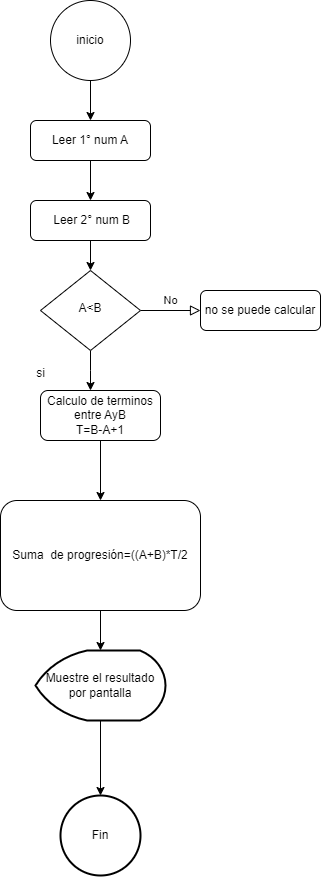 inicio
Leer 1° num A
Leer 2° num B
A<B
No
no se puede calcular
si
Calculo de terminos
entre AyB
T=B-A+1
Suma de progresión=((A+B)*T/2
Muestre el resultado
por pantalla
Fin